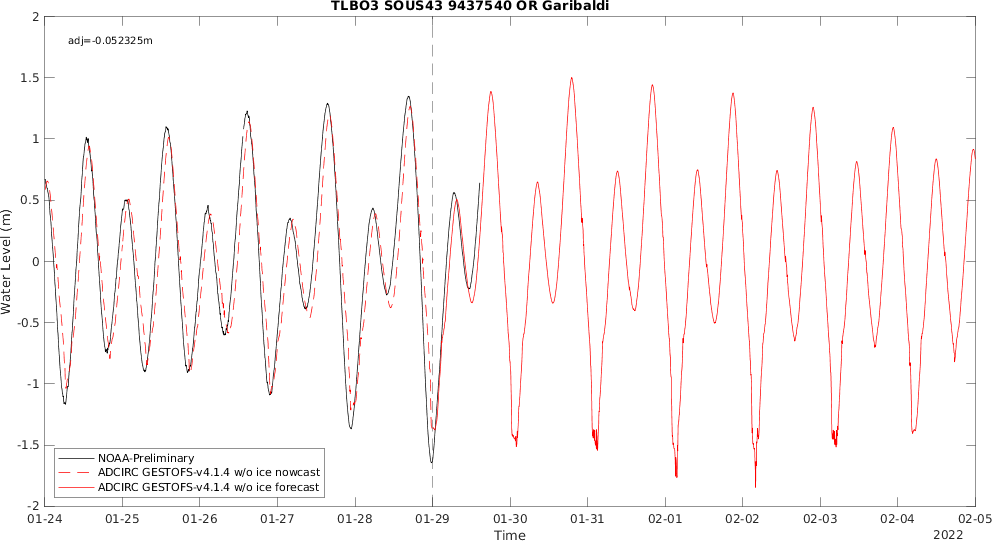 TLBO3 SOUS43 9437540 OR Garibaldi
adj=-0.052325m
2
1.5
1
0.5
0
-0.5
-1
-1.5
-2
Water Level (m)
NOAA-Preliminary
ADCIRC GESTOFS-v4.1.4 w/o ice nowcast
ADCIRC GESTOFS-v4.1.4 w/o ice forecast
01-24 01-25 01-26 01-27 01-28 01-29 01-30 01-31 02-01 02-02 02-03 02-04 02-05
Time
2022